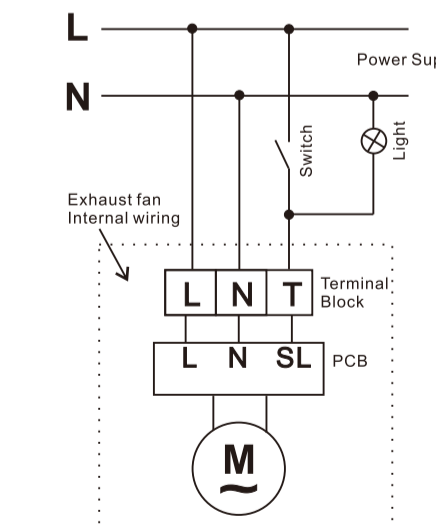 L
Power Sup
N
Switch
Light
Exhaust fan
Internal wiring
L N T
Terminal
Block
L N SL
PCB
M
~